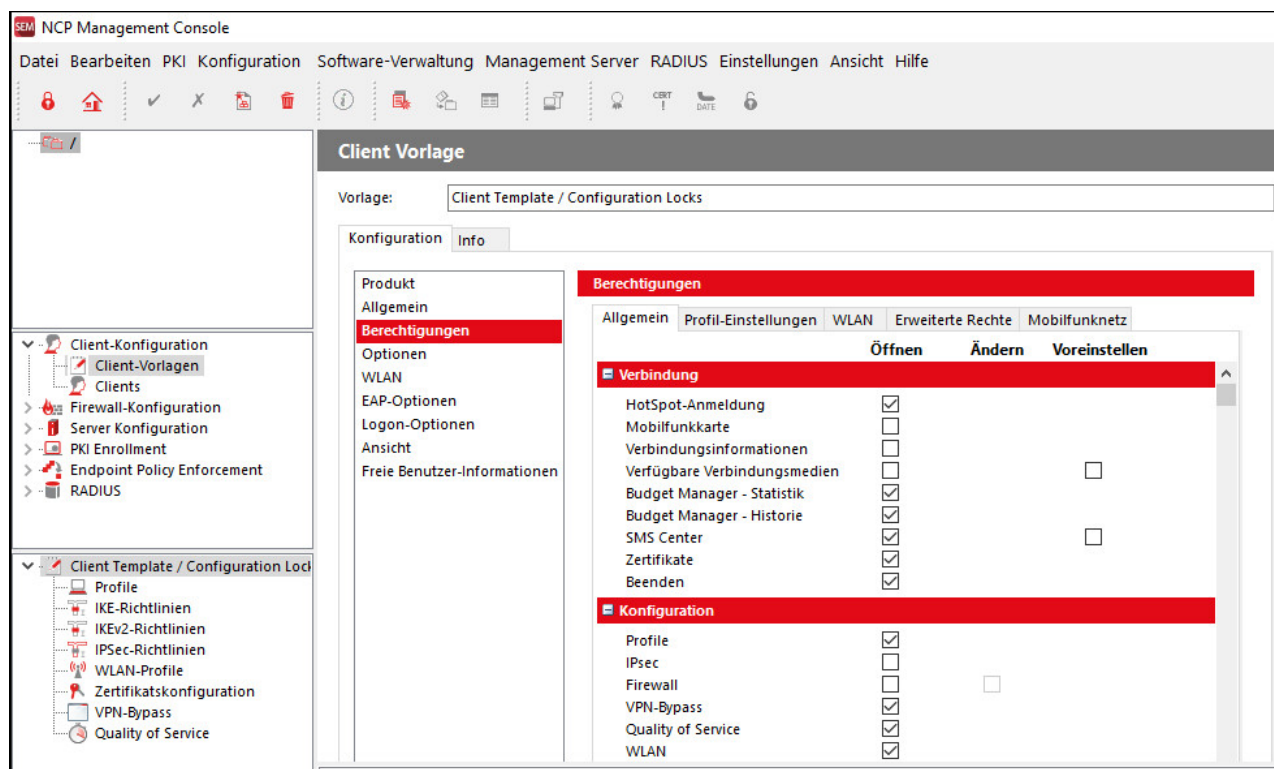 SEM NCP Management Console
Datei Bearbeiten PKI Konfiguration Software-Verwaltung Management Server RADIUS Einstellungen Ansicht Hilfe
CERT
DATE
/
Client-Konfiguration
Client-Vorlagen
Clients
Firewall-Konfiguration
Server Konfiguration
PKI Enrollment
Endpoint Policy Enforcement
RADIUS
Client Template / Configuration Lock
Profile
IKE-Richtlinien
IKEv2-Richtlinien
IPSec-Richtlinien
WLAN-Profile
Zertifikatskonfiguration
VPN-Bypass
Quality of Service
Client Vorlage
Vorlage: Client Template / Configuration Locks
Konfiguration Info
Produkt
Allgemein
Berechtigungen
Optionen
WLAN
EAP-Optionen
Logon-Optionen
Ansicht
Freie Benutzer-Informationen
Berechtigungen
Allgemein Profil-Einstellungen WLAN Erweiterte Rechte Mobilfunknetz
Öffnen Ändern Voreinstellen
Verbindung
HotSpot-Anmeldung
Mobilfunkkarte
Verbindungsinformationen
Verfügbare Verbindungsmedien
Budget Manager - Statistik
Budget Manager - Historie
SMS Center
Zertifikate
Beenden
Konfiguration
Profile
IPsec
Firewall
VPN-Bypass
Quality of Service
WLAN